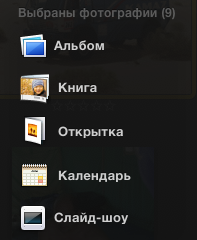 Выбраны фотографии (9)
Альбом
Книга
Открытка
Календарь
Слайд-шоу